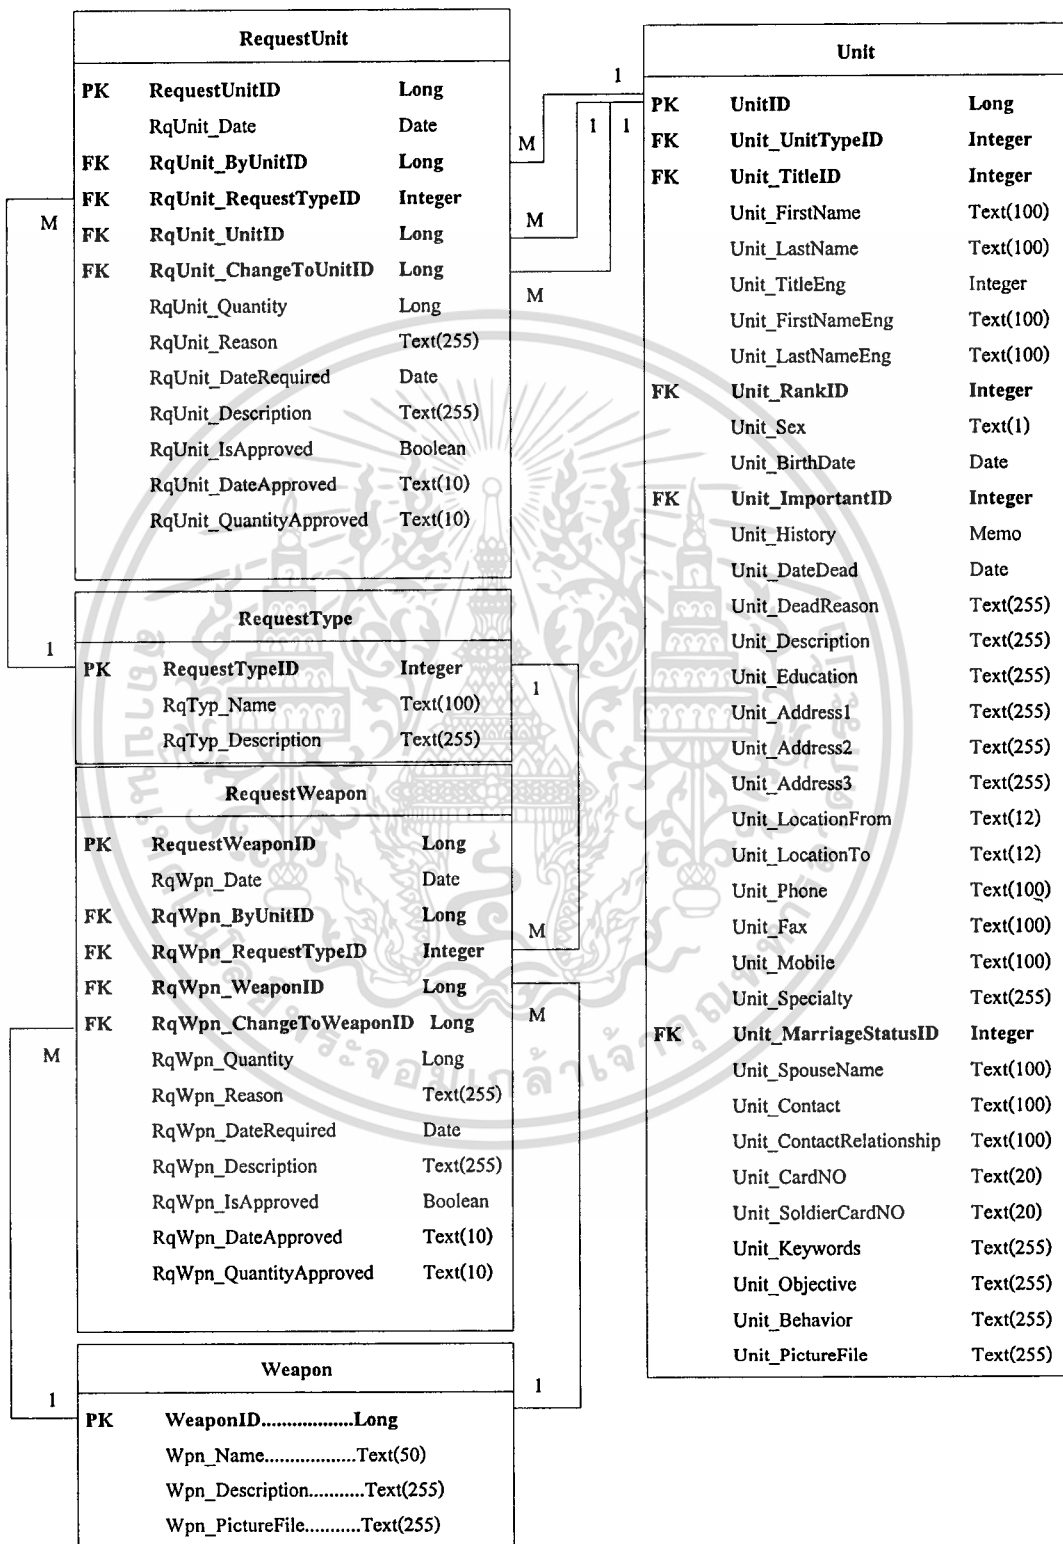 RequestUnit
PK RequestUnitID Long
RqUnit_Date Date
FK RqUnit_ByUnitID Long
FK RqUnit_RequestTypeID Integer
FK RqUnit_UnitID Long
FK RqUnit_ChangeToUnitID Long
RqUnit_Quantity Long
RqUnit_Reason Text(255)
RqUnit_DateRequired Date
RqUnit_Description Text(255)
RqUnit_IsApproved Boolean
RqUnit_DateApproved Text(10)
RqUnit_QuantityApproved Text(10)
M
M
M
M
1
1
1
1
RequestType
PK RequestTypeID Integer
RqTyp_Name Text(100)
RqTyp_Description Text(255)
1
RequestWeapon
PK RequestWeaponID Long
RqWpn_Date Date
FK RqWpn_ByUnitID Long
FK RqWpn_RequestTypeID Integer
FK RqWpn_WeaponID Long
FK RqWpn_ChangeToWeaponID Long
RqWpn_Quantity Long
RqWpn_Reason Text(255)
RqWpn_DateRequired Date
RqWpn_Description Text(255)
RqWpn_IsApproved Boolean
RqWpn_DateApproved Text(10)
RqWpn_QuantityApproved Text(10)
M
M
M
1
1
Weapon
PK WeaponID..................Long
Wpn_Name..................Text(50)
Wpn_Description...........Text(255)
Wpn_PictureFile...........Text(255)
Unit
PK UnitID Long
FK Unit_UnitTypeID Integer
FK Unit_TitleID Integer
Unit_FirstName Text(100)
Unit_LastName Text(100)
Unit_TitleEng Integer
Unit_FirstNameEng Text(100)
Unit_LastNameEng Text(100)
FK Unit_RankID Integer
Unit_Sex Text(1)
Unit_BirthDate Date
FK Unit_ImportantID Integer
Unit_History Memo
Unit_DateDead Date
Unit_DeadReason Text(255)
Unit_Description Text(255)
Unit_Education Text(255)
Unit_Address1 Text(255)
Unit_Address2 Text(255)
Unit_Address3 Text(255)
Unit_LocationFrom Text(12)
Unit_LocationTo Text(12)
Unit_Phone Text(100)
Unit_Fax Text(100)
Unit_Mobile Text(100)
Unit_Specialty Text(255)
FK Unit_MarriageStatusID Integer
Unit_SpouseName Text(100)
Unit_Contact Text(100)
Unit_ContactRelationship Text(100)
Unit_CardNO Text(20)
Unit_SoldierCardNO Text(20)
Unit_Keywords Text(255)
Unit_Objective Text(255)
Unit_Behavior Text(255)
Unit_PictureFile Text(255)